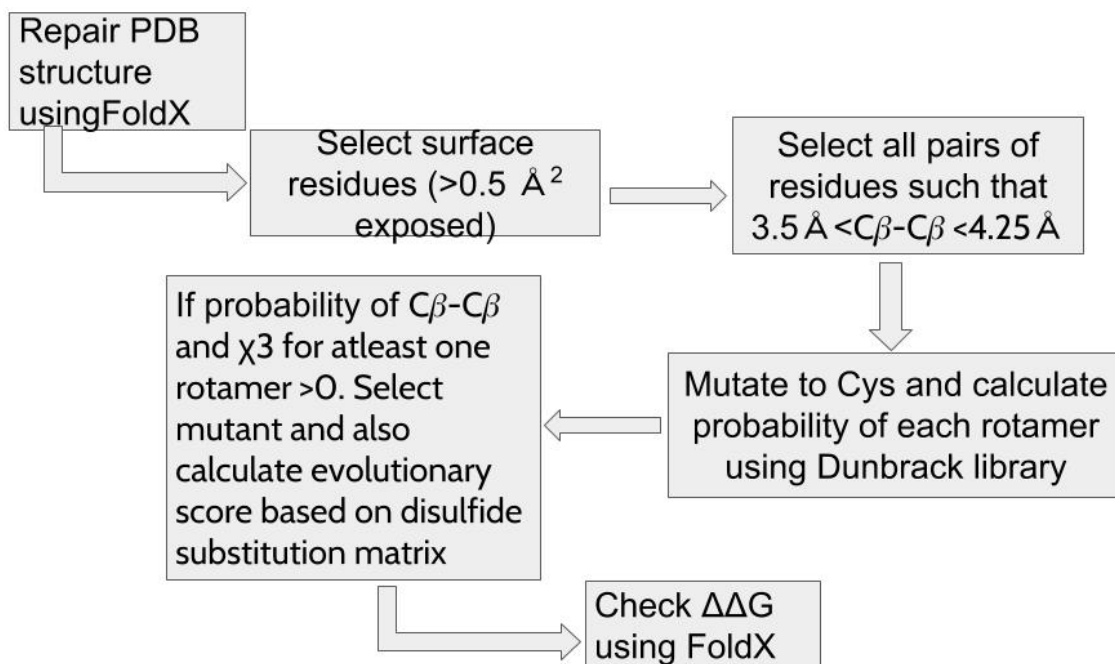 Repair PDB
structure
usingFoldX
Select surface
residues (>0.5 Å²
exposed)
Select all pairs of
residues such that
3.5 Å <Cβ-Cβ <4.25 Å
Mutate to Cys and calculate
probability of each rotamer
using Dunbrack library
If probability of Cβ-Cβ
and χ3 for atleast one
rotamer >0. Select
mutant and also
calculate evolutionary
score based on disulfide
substitution matrix
Check ΔΔG
using FoldX